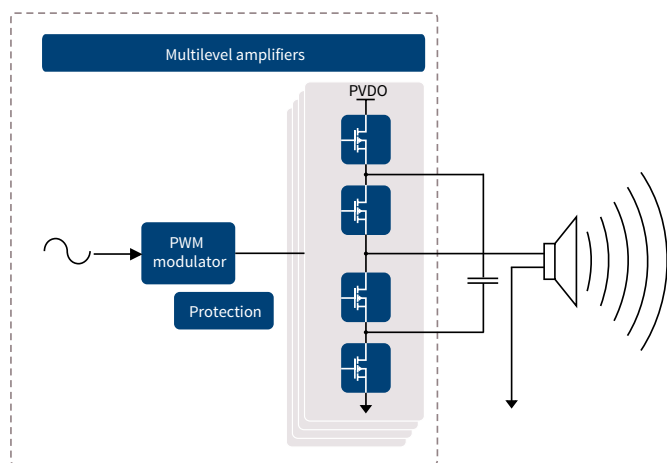 Multilevel amplifiers
PVDO
PWM
modulator
Protection